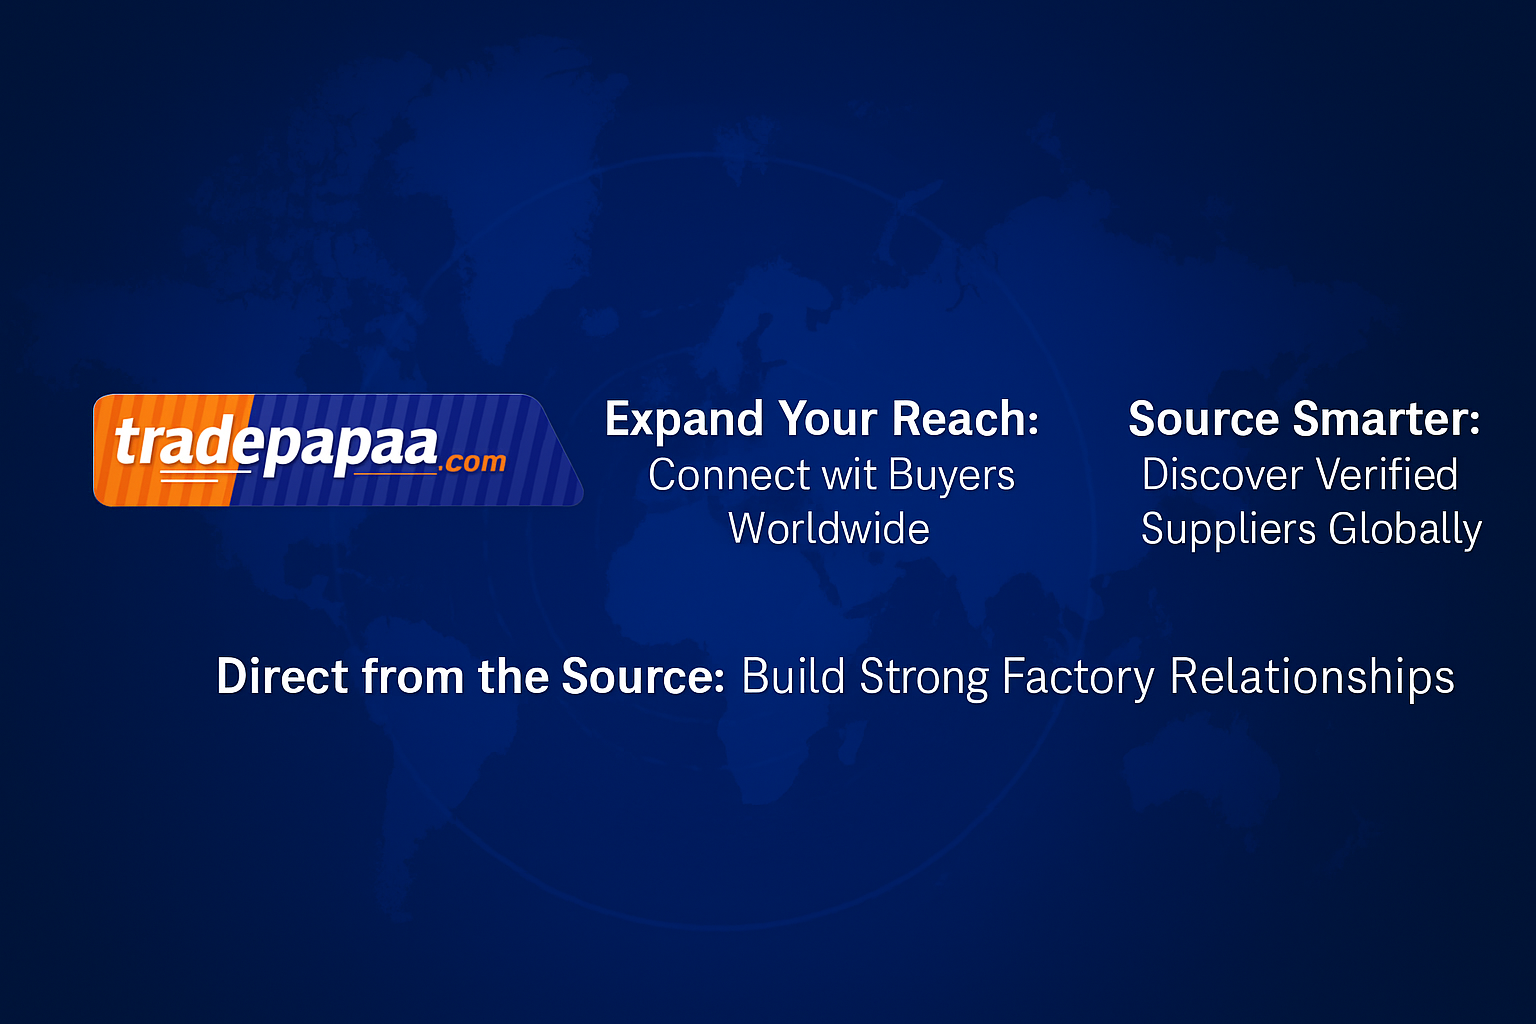 tradepapaa.com
Expand Your Reach:
Connect wit Buyers
Worldwide
Source Smarter:
Discover Verified
Suppliers Globally
Direct from the Source: Build Strong Factory Relationships